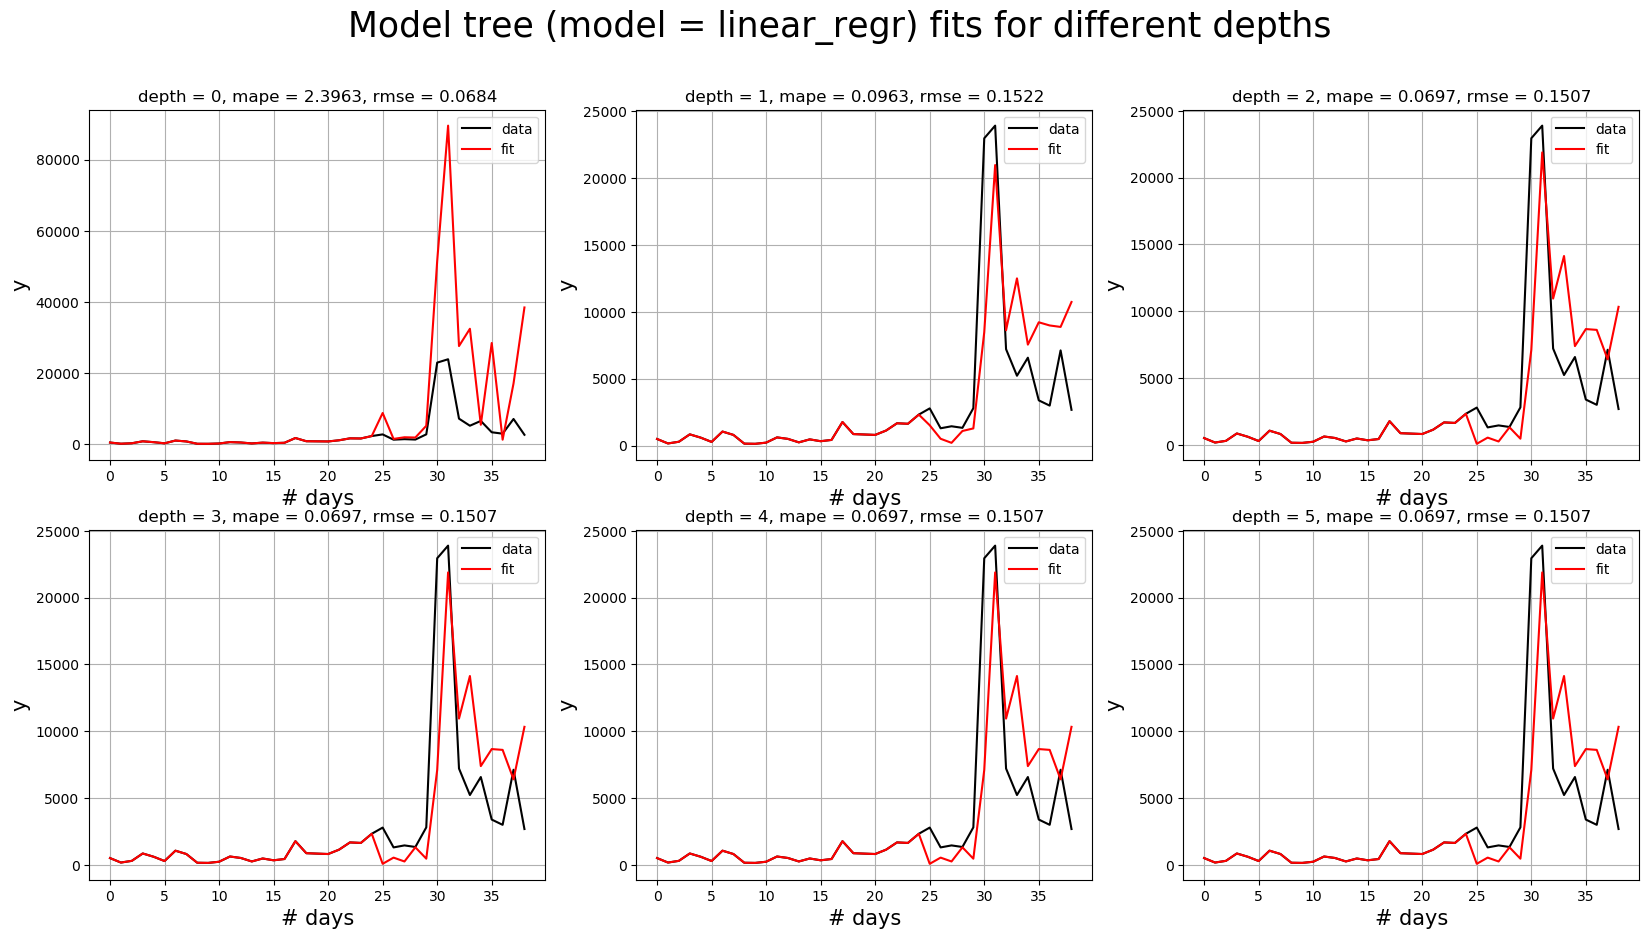 Model tree (model = linear_regr) fits for different depths
depth = 0, mape = 2.3963, rmse = 0.0684
data
fit
80000
60000
40000
20000
0
y
0 5 10 15 20 25 30 35
# days
depth = 1, mape = 0.0963, rmse = 0.1522
data
fit
25000
20000
15000
10000
5000
0
y
0 5 10 15 20 25 30 35
# days
depth = 2, mape = 0.0697, rmse = 0.1507
data
fit
25000
20000
15000
10000
5000
0
y
0 5 10 15 20 25 30 35
# days
depth = 3, mape = 0.0697, rmse = 0.1507
data
fit
25000
20000
15000
10000
5000
0
y
0 5 10 15 20 25 30 35
# days
depth = 4, mape = 0.0697, rmse = 0.1507
data
fit
25000
20000
15000
10000
5000
0
y
0 5 10 15 20 25 30 35
# days
depth = 5, mape = 0.0697, rmse = 0.1507
data
fit
25000
20000
15000
10000
5000
0
y
0 5 10 15 20 25 30 35
# days